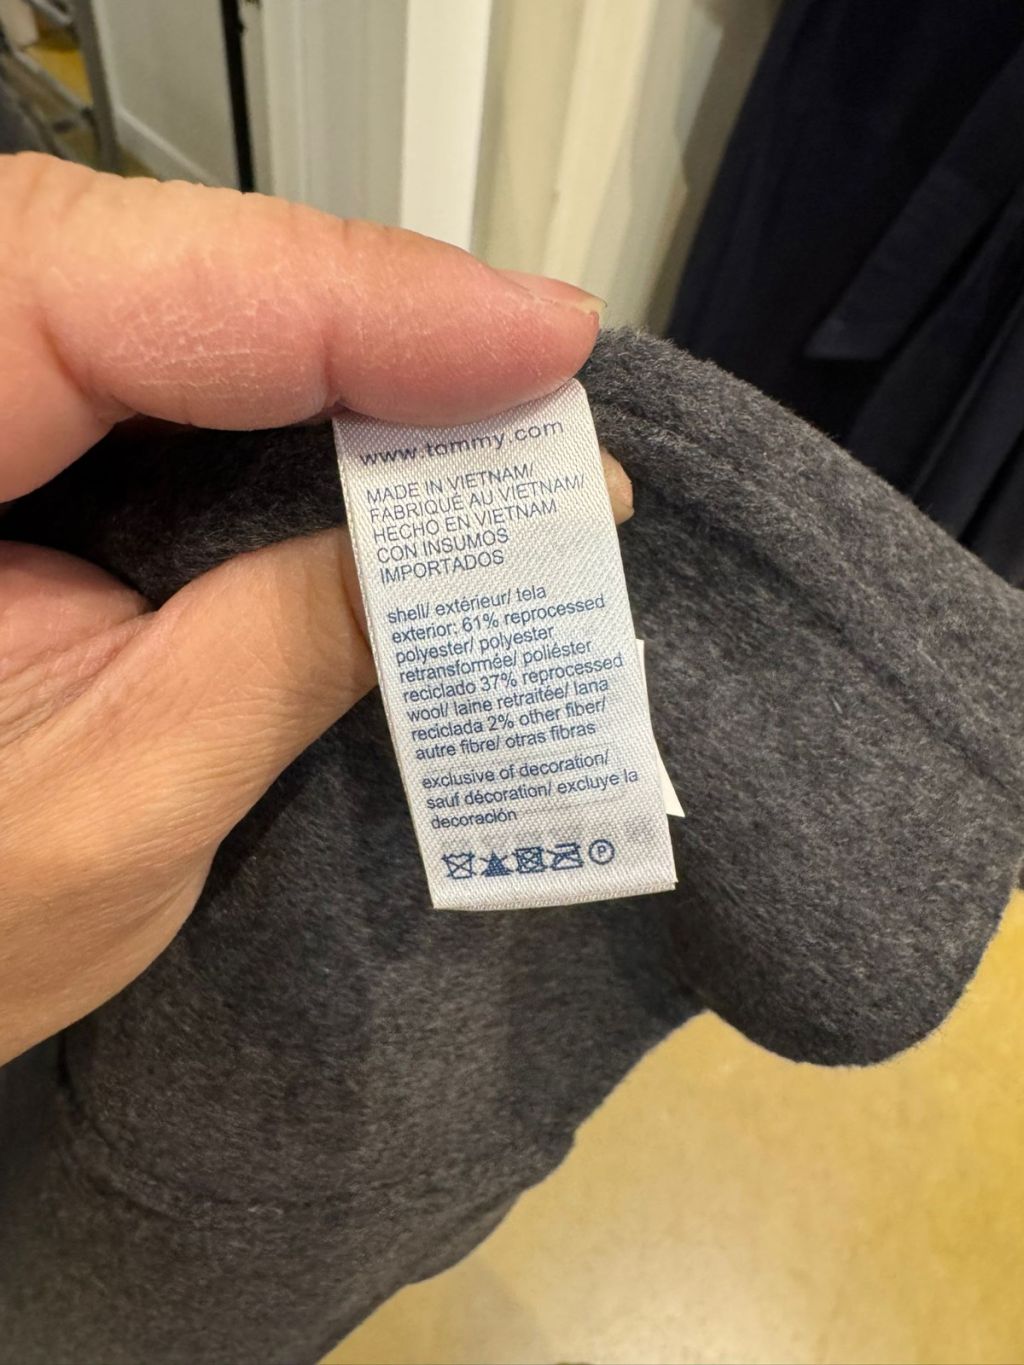 www.tommy.com
MADE IN VIETNAM/
FABRIQUÉ AU VIETNAM/
HECHO EN VIETNAM
CON INSUMOS
IMPORTADOS
shell/ extérieur/ tela
exterior: 61% reprocessed
polyester/ polyester
retransformée/ poliéster
reciclado 37% reprocessed
wool/ laine retraitée/ lana
reciclada 2% other fiber/
autre fibre/ otras fibras
exclusive of decoration/
sauf décoration/ excluye la
decoración
P